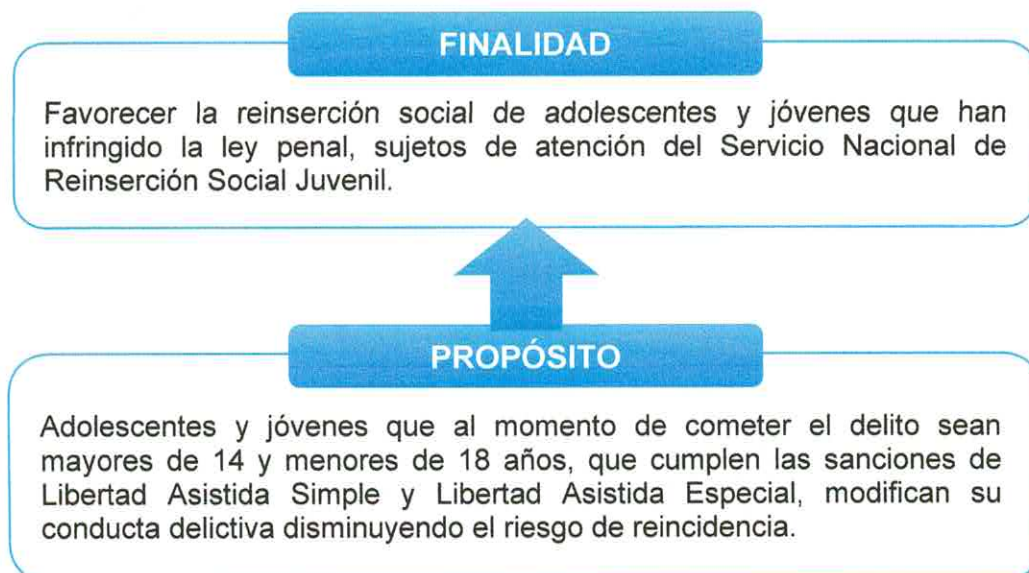 FINALIDAD
Favorecer la reinserción social de adolescentes y jóvenes que han
infringido la ley penal, sujetos de atención del Servicio Nacional de
Reinserción Social Juvenil.
PROPÓSITO
Adolescentes y jóvenes que al momento de cometer el delito sean
mayores de 14 y menores de 18 años, que cumplen las sanciones de
Libertad Asistida Simple y Libertad Asistida Especial, modifican su
conducta delictiva disminuyendo el riesgo de reincidencia.